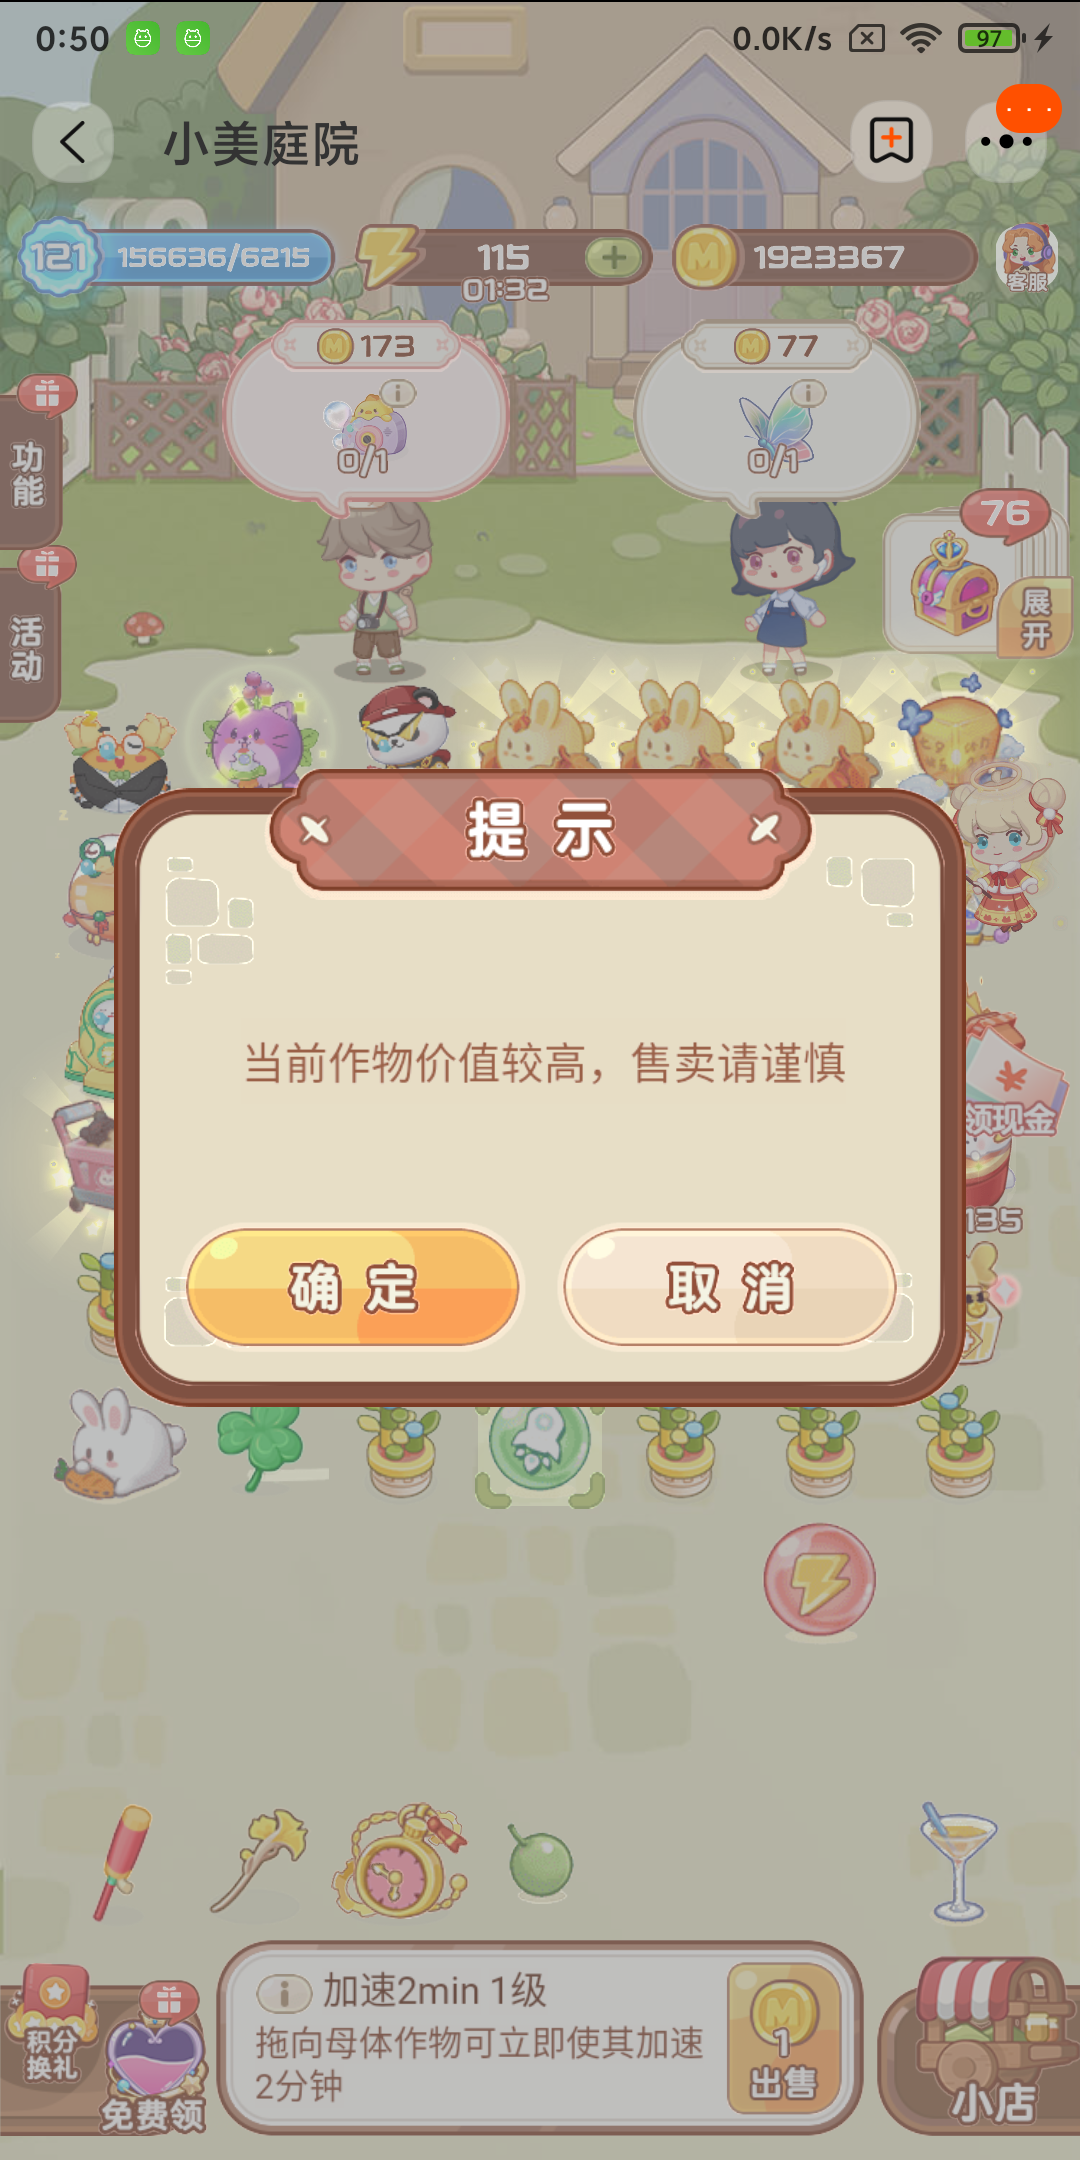 0:50
0.0K/s
97
小美庭院
121
156636/6215
115
01:32
1923367
客服
173
77
0/1
0/1
功能
活动
76
展开
提示
当前作物价值较高，售卖请谨慎
领现金
135
确定
取消
加速2min 1级
拖向母体作物可立即使其加速
2分钟
1
出售
积分
换礼
免费领
小店